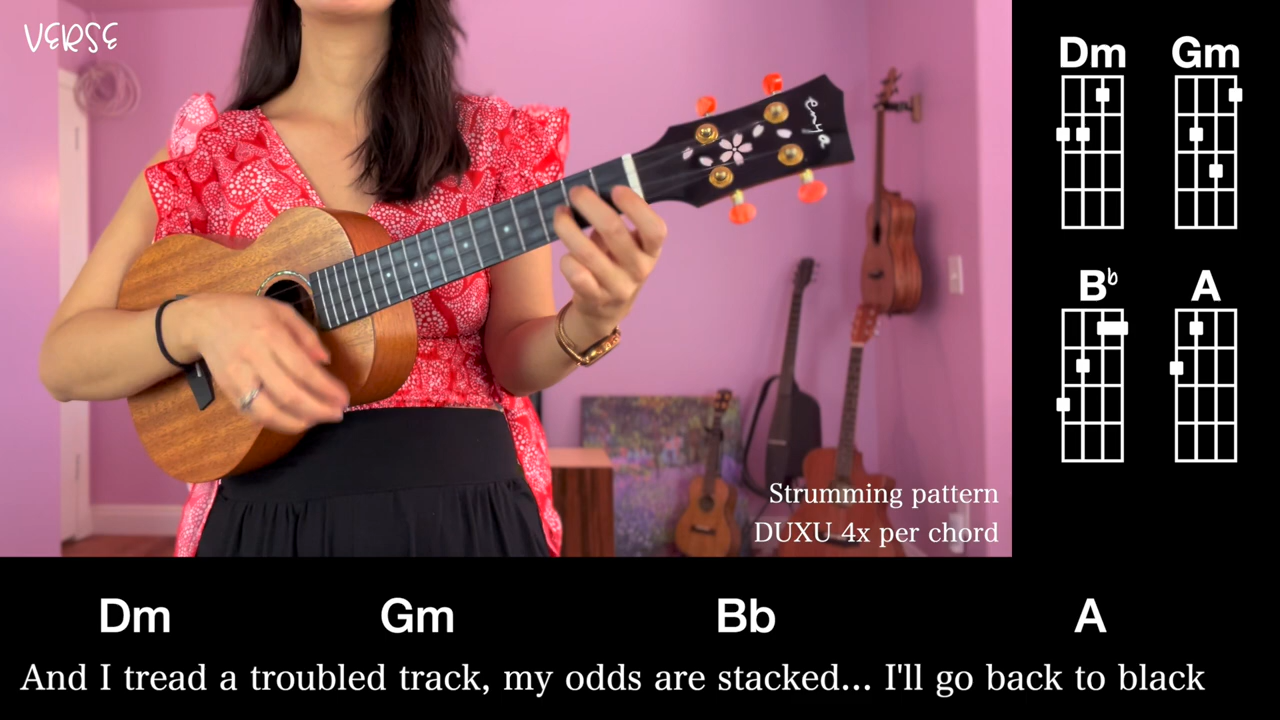 VERSE
enya
Dm Gm
B♭ A
Strumming pattern
DUXU 4x per chord
Dm Gm Bb A
And I tread a troubled track, my odds are stacked... I'll go back to black